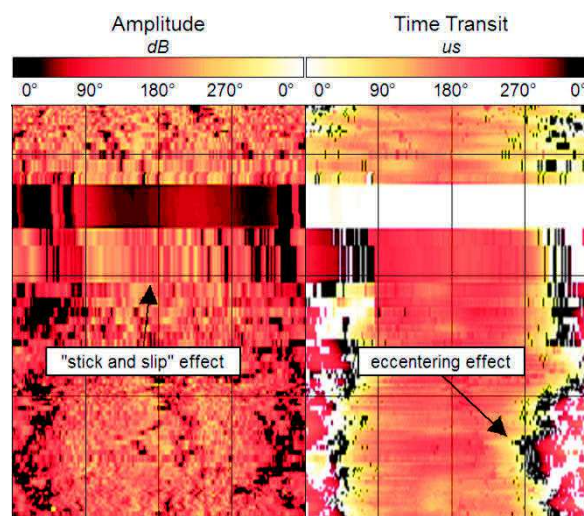 Amplitude
dB
0° 90° 180° 270° 0°
Time Transit
us
0° 90° 180° 270° 0°
"stick and slip" effect
eccentering effect